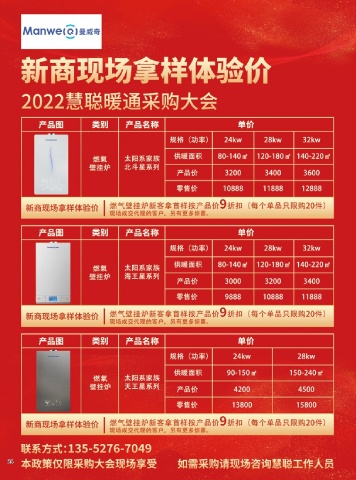 Manwei 曼威奇
新商现场拿样体验价
2022慧聪暖通采购大会
产品图 类别 产品名称 单价
燃氧 壁挂炉 太阳系家族 北斗星系列
规格（功率） 24kw 28kw 32kw
供暖面积 80-140㎡ 120-180㎡ 140-220㎡
产品价 3200 3400 3600
零售价 10888 11888 12888
新商现场拿样体验价 燃气壁挂炉新客拿首样按产品价9折扣（每个单品只限购20件）
现场成交代理的客户，另有更多惊喜。
产品图 类别 产品名称 单价
燃氧 壁挂炉 太阳系家族 海王星系列
规格（功率） 24kw 28kw 32kw
供暖面积 80-140㎡ 120-180㎡ 140-220㎡
产品价 3000 3200 3400
零售价 9888 10888 11888
新商现场拿样体验价 燃气壁挂炉新客拿首样按产品价9折扣（每个单品只限购20件）
现场成交代理的客户，另有更多惊喜。
产品图 类别 产品名称 单价
燃氧 壁挂炉 太阳系家族 天王星系列
规格（功率） 24kw 28kw
供暖面积 90-150㎡ 150-240㎡
产品价 4200 4500
零售价 13800 15800
新商现场拿样体验价 燃气壁挂炉新客拿首样按产品价9折扣（每个单品只限购20件）
现场成交代理的客户，另有更多惊喜。
联系方式:135-5276-7049
56 本政策仅限采购大会现场享受 如需采购请现场咨询慧聪工作人员